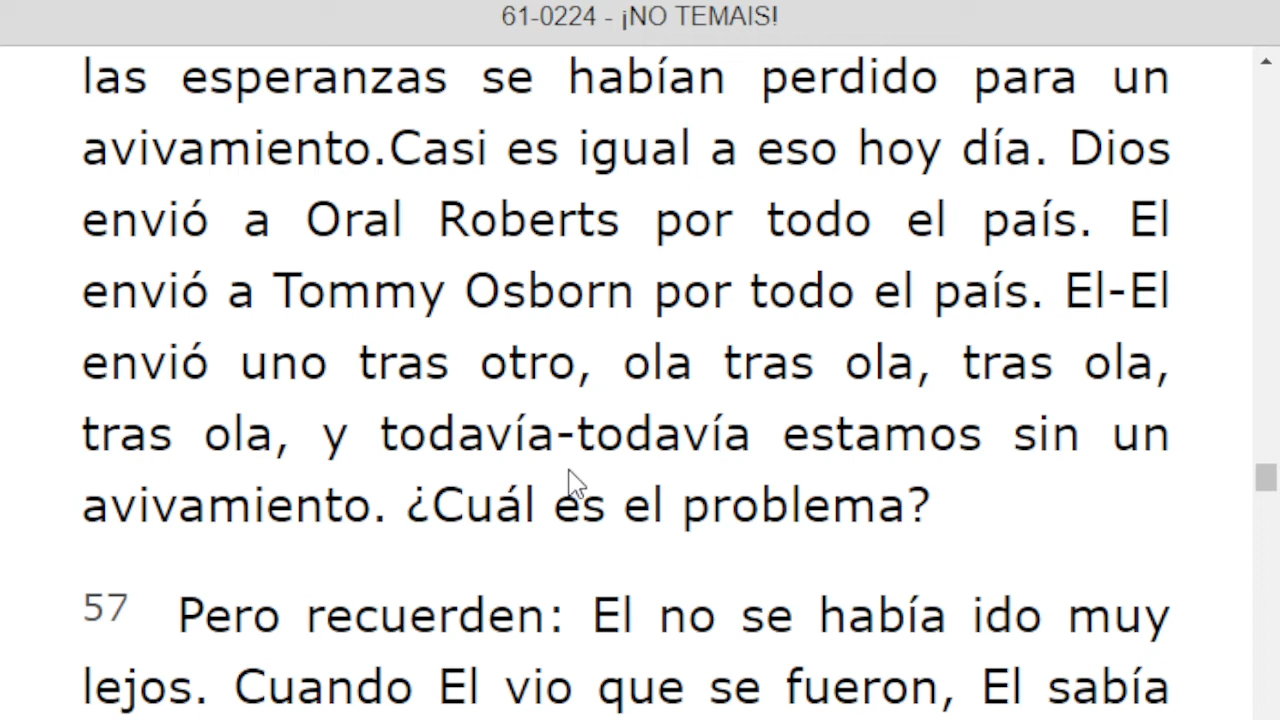 61-0224 - ¡NO TEMAIS!
las esperanzas se habían perdido para un
avivamiento.Casi es igual a eso hoy día. Dios
envió a Oral Roberts por todo el país. El
envió a Tommy Osborn por todo el país. El-El
envió uno tras otro, ola tras ola, tras ola,
tras ola, y todavía-todavía estamos sin un
avivamiento. ¿Cuál es el problema?
57 Pero recuerden: El no se había ido muy
lejos. Cuando El vio que se fueron, El sabía